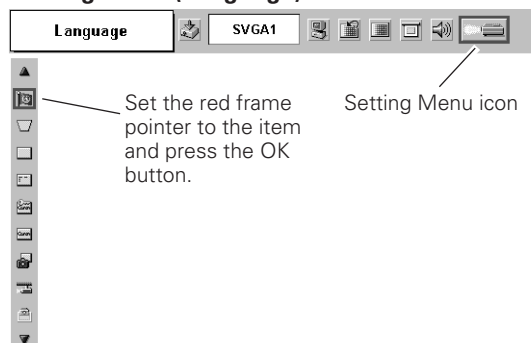 Language
SVGA1
Set the red frame
pointer to the item
and press the OK
button.
Setting Menu icon